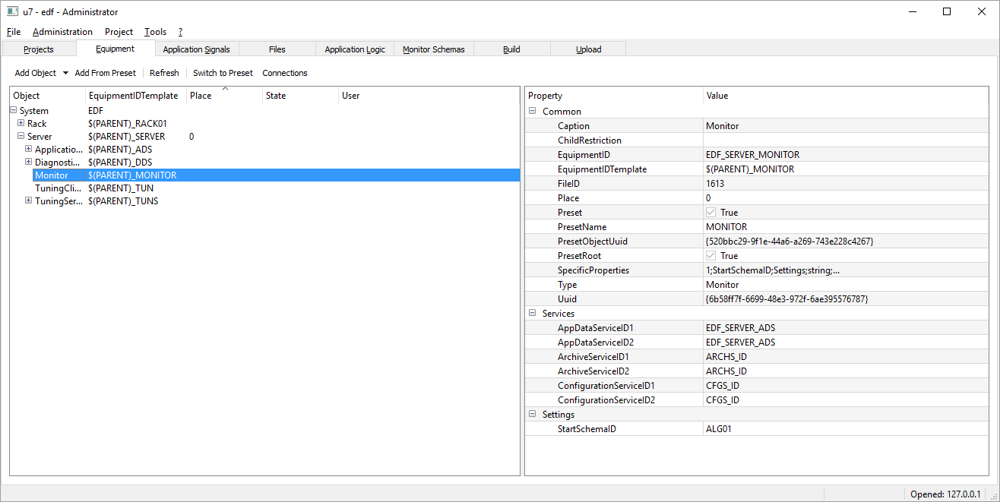 u7 - edf - Administrator
File Administration Project Tools ?
Projects Equipment Application Signals Files Application Logic Monitor Schemas Build Upload
Add Object Add From Preset Refresh Switch to Preset Connections
Object EquipmentIDTemplate Place State User
System EDF
Rack $(PARENT)_RACK01
Server $(PARENT)_SERVER 0
Applicatio... $(PARENT)_ADS
Diagnosti... $(PARENT)_DDS
Monitor $(PARENT)_MONITOR
TuningCli... $(PARENT)_TUN
TuningSer... $(PARENT)_TUNS
Property Value
Common
Caption Monitor
ChildRestriction
EquipmentID EDF_SERVER_MONITOR
EquipmentIDTemplate $(PARENT)_MONITOR
FileID 1613
Place 0
Preset True
PresetName MONITOR
PresetObjectUuid {520bbc29-9f1e-44a6-a269-743e228c4267}
PresetRoot True
SpecificProperties 1;StartSchemaID;Settings;string;...
Type Monitor
Uuid {6b58ff7f-6699-48e3-972f-6ae395576787}
Services
AppDataServiceID1 EDF_SERVER_ADS
AppDataServiceID2 EDF_SERVER_ADS
ArchiveServiceID1 ARCHS_ID
ArchiveServiceID2 ARCHS_ID
ConfigurationServiceID1 CFGS_ID
ConfigurationServiceID2 CFGS_ID
Settings
StartSchemaID ALG01
Opened: 127.0.0.1